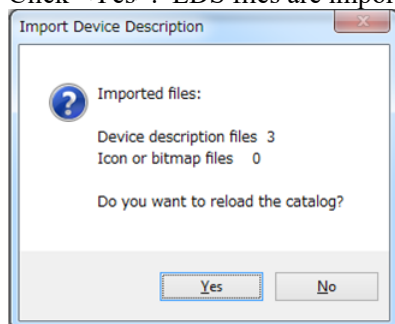 Import Device Description
Imported files:
Device description files 3
Icon or bitmap files 0
Do you want to reload the catalog?
Yes
No